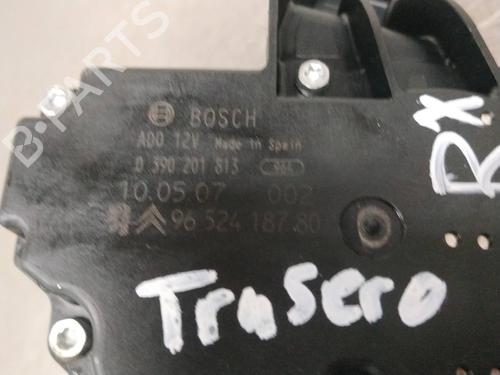 B-PARTS
BOSCH
A00 12V Made in Spain
0 390 201 813
10.05.07 002
96 524 187.80
Trasero